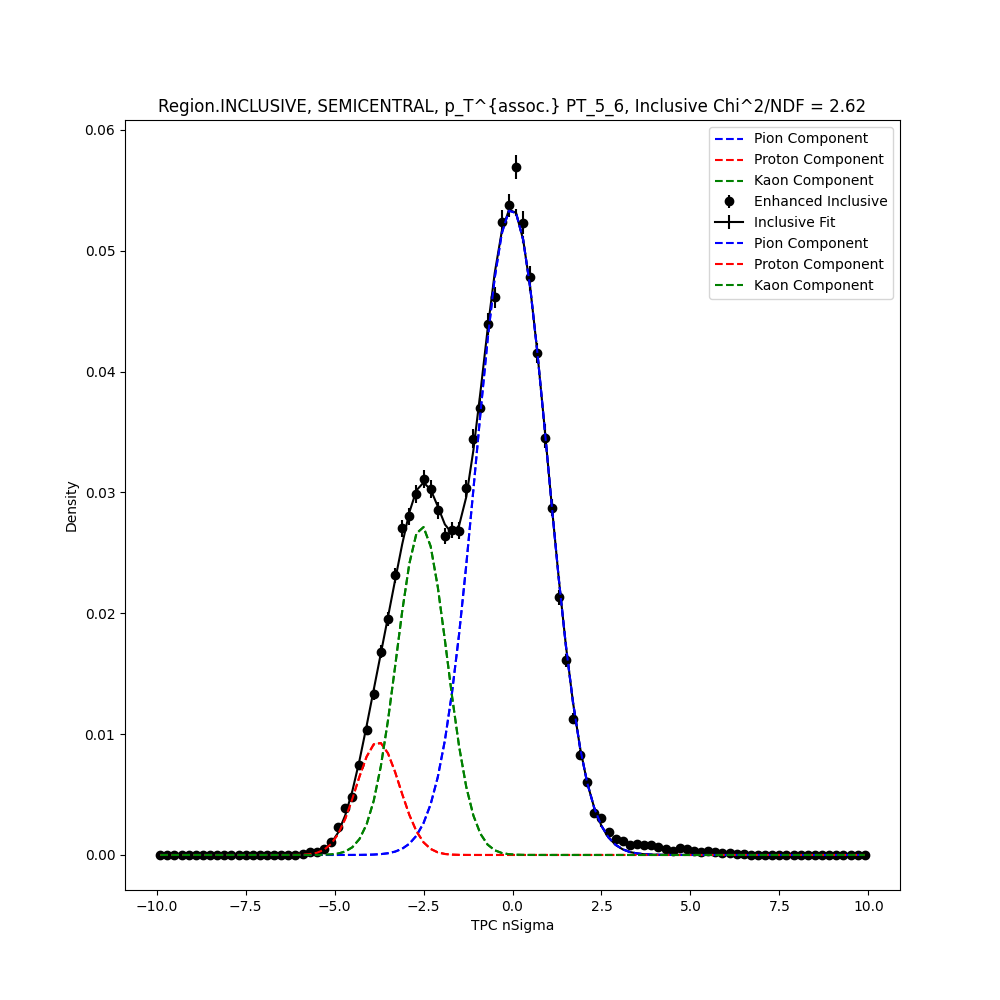 Region.INCLUSIVE, SEMICENTRAL, p_T^{assoc.} PT_5_6, Inclusive Chi^2/NDF = 2.62
Pion Component
Proton Component
Kaon Component
Enhanced Inclusive
Inclusive Fit
Pion Component
Proton Component
Kaon Component
0.06
0.05
0.04
0.03
0.02
0.01
0.00
Density
−10.0 −7.5 −5.0 −2.5 0.0 2.5 5.0 7.5 10.0
TPC nSigma